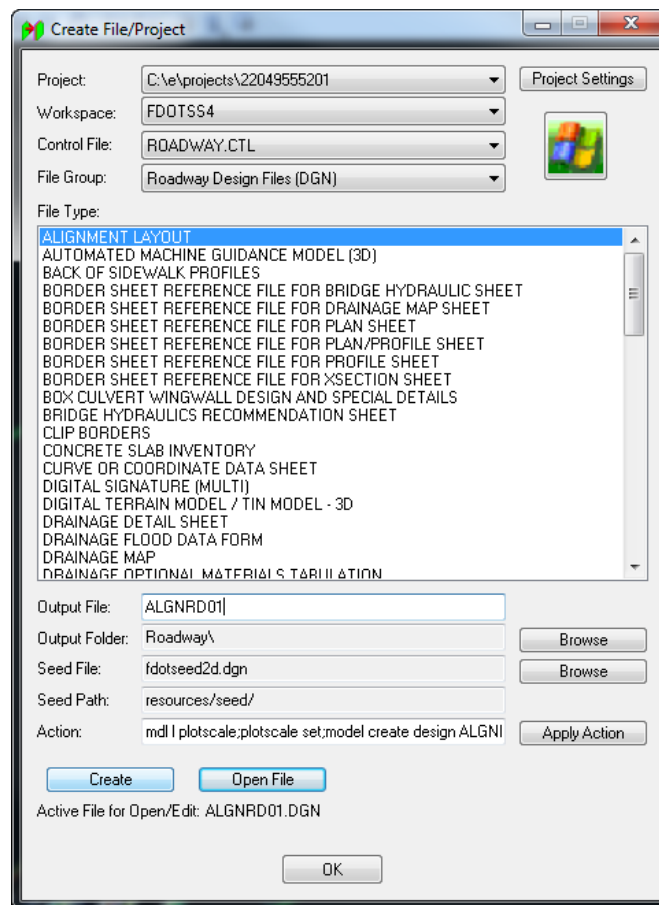 Create File/Project
Project: C:\e\projects\22049555201 Project Settings
Workspace: FDOTSS4
Control File: ROADWAY.CTL
File Group: Roadway Design Files (DGN)
File Type:
ALIGNMENT LAYOUT
AUTOMATED MACHINE GUIDANCE MODEL (3D)
BACK OF SIDEWALK PROFILES
BORDER SHEET REFERENCE FILE FOR BRIDGE HYDRAULIC SHEET
BORDER SHEET REFERENCE FILE FOR DRAINAGE MAP SHEET
BORDER SHEET REFERENCE FILE FOR PLAN SHEET
BORDER SHEET REFERENCE FILE FOR PLAN/PROFILE SHEET
BORDER SHEET REFERENCE FILE FOR PROFILE SHEET
BORDER SHEET REFERENCE FILE FOR XSECTION SHEET
BOX CULVERT WINGWALL DESIGN AND SPECIAL DETAILS
BRIDGE HYDRAULICS RECOMMENDATION SHEET
CLIP BORDERS
CONCRETE SLAB INVENTORY
CURVE OR COORDINATE DATA SHEET
DIGITAL SIGNATURE (MULTI)
DIGITAL TERRAIN MODEL / TIN MODEL - 3D
DRAINAGE DETAIL SHEET
DRAINAGE FLOOD DATA FORM
DRAINAGE MAP
DRAINAGE OPTIONAL MATERIALS TABULATION
Output File: ALGNRD01
Output Folder: Roadway\ Browse
Seed File: fdotseed2d.dgn Browse
Seed Path: resources/seed/
Action: mdl l plotscale;plotscale set;model create design ALGNI Apply Action
Create Open File
Active File for Open/Edit: ALGNRD01.DGN
OK